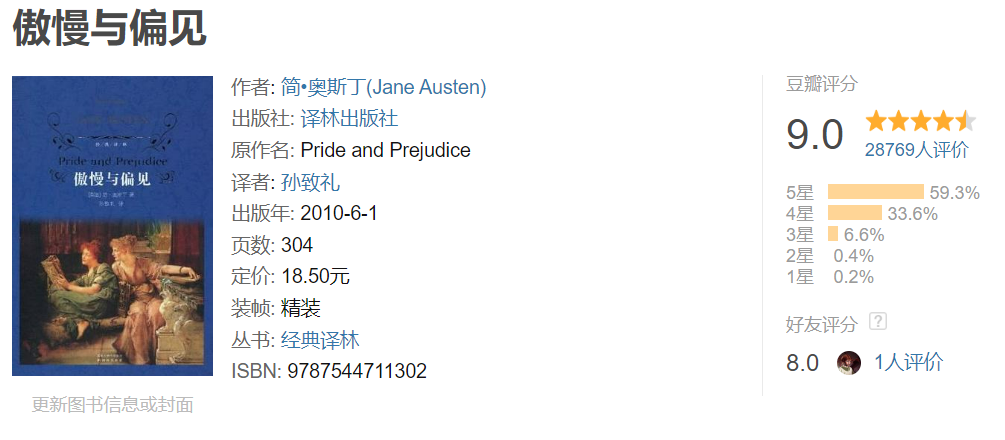 傲慢与偏见
经典译林
Pride and Prejudice
傲慢与偏见
更新图书信息或封面
作者: 简•奥斯丁(Jane Austen)
出版社: 译林出版社
原作名: Pride and Prejudice
译者: 孙致礼
出版年: 2010-6-1
页数: 304
定价: 18.50元
装帧: 精装
丛书: 经典译林
ISBN: 9787544711302
豆瓣评分
9.0
28769人评价
5星 59.3%
4星 33.6%
3星 6.6%
2星 0.4%
1星 0.2%
好友评分 ?
8.0 1人评价